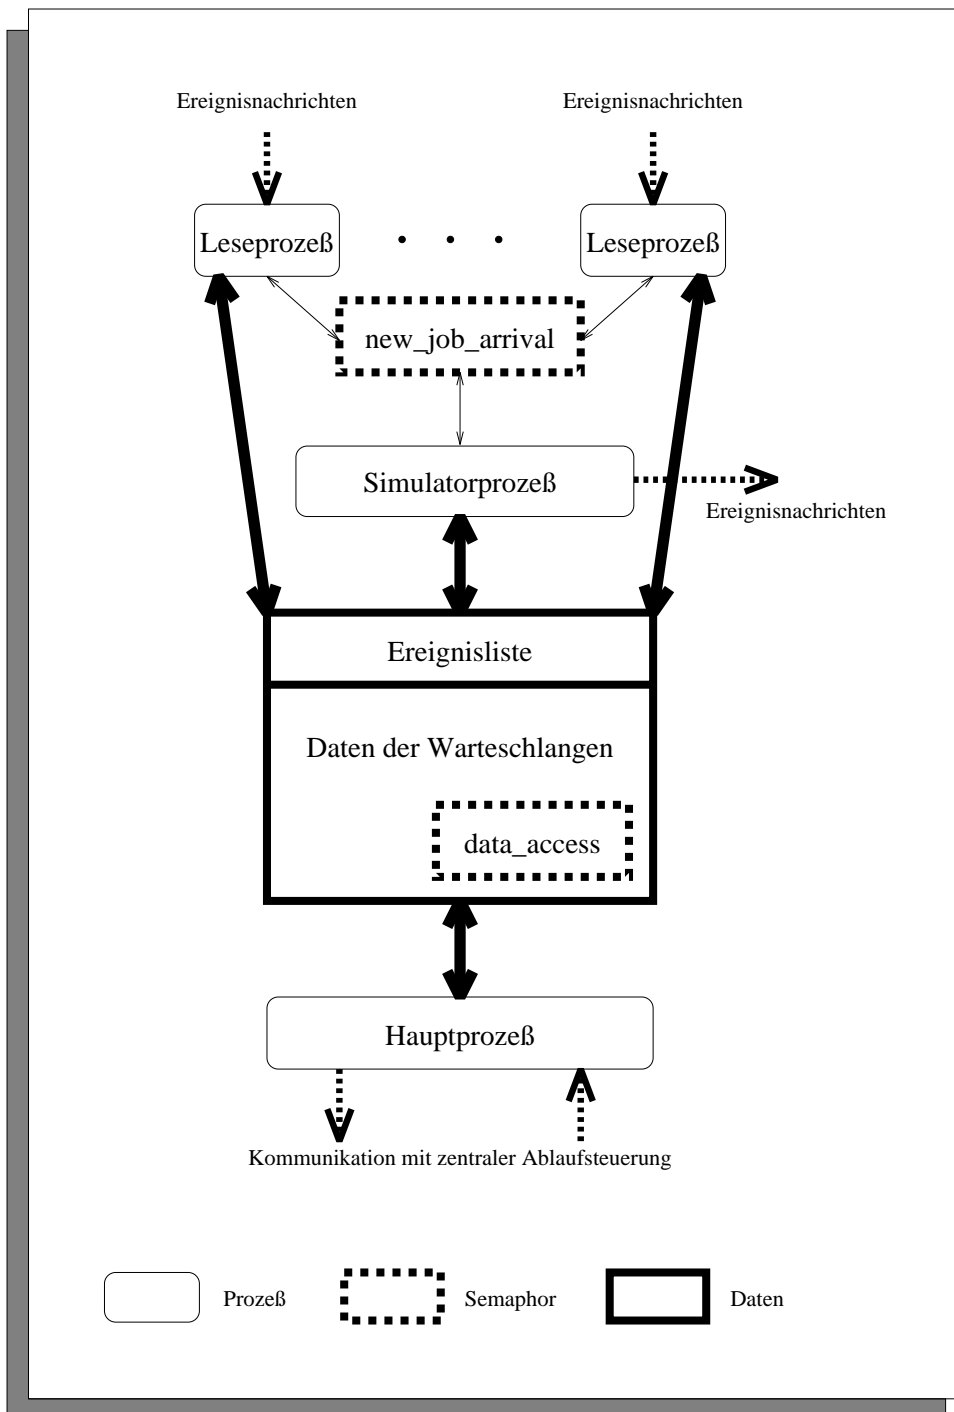 Ereignisnachrichten
Ereignisnachrichten
Leseprozeß
. . .
Leseprozeß
new_job_arrival
Simulatorprozeß
Ereignisnachrichten
Ereignisliste
Daten der Warteschlangen
data_access
Hauptprozeß
Kommunikation mit zentraler Ablaufsteuerung
Prozeß
Semaphor
Daten